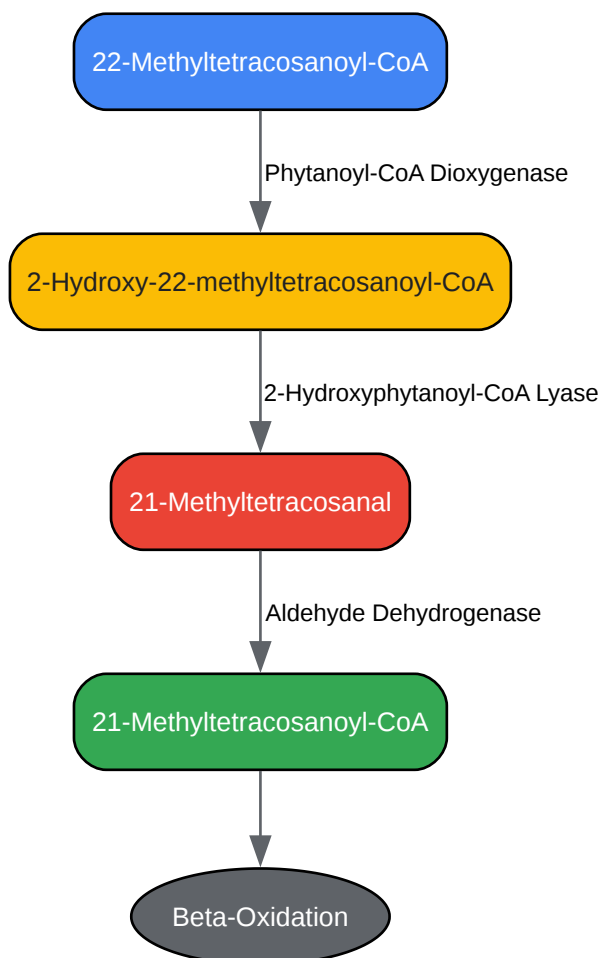 22-Methyltetracosanoyl-CoA
Phytanoyl-CoA Dioxygenase
2-Hydroxy-22-methyltetracosanoyl-CoA
2-Hydroxyphytanoyl-CoA Lyase
21-Methyltetracosanal
Aldehyde Dehydrogenase
21-Methyltetracosanoyl-CoA
Beta-Oxidation